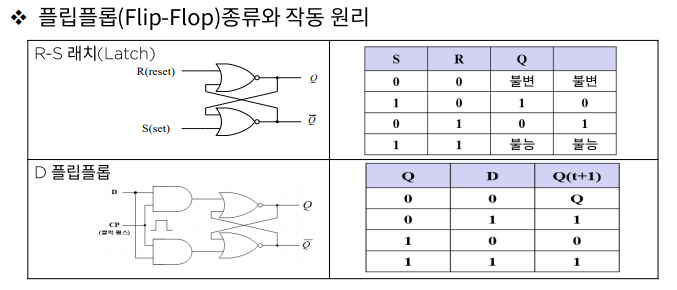 ❖ 플립플롭(Flip-Flop)종류와 작동 원리
R-S 래치(Latch)
R(reset)
Q
Q̅
S(set)
S R Q
0 0 불변 불변
1 0 1 0
0 1 0 1
1 1 불능 불능
D 플립플롭
D
Q
CP
(클럭 펄스)
Q̅
Q D Q(t+1)
0 0 Q
0 1 1
1 0 0
1 1 1